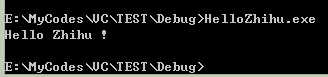 E:\MyCodes\VC\TEST\Debug>HelloZhihu.exe
Hello Zhihu !
E:\MyCodes\VC\TEST\Debug>